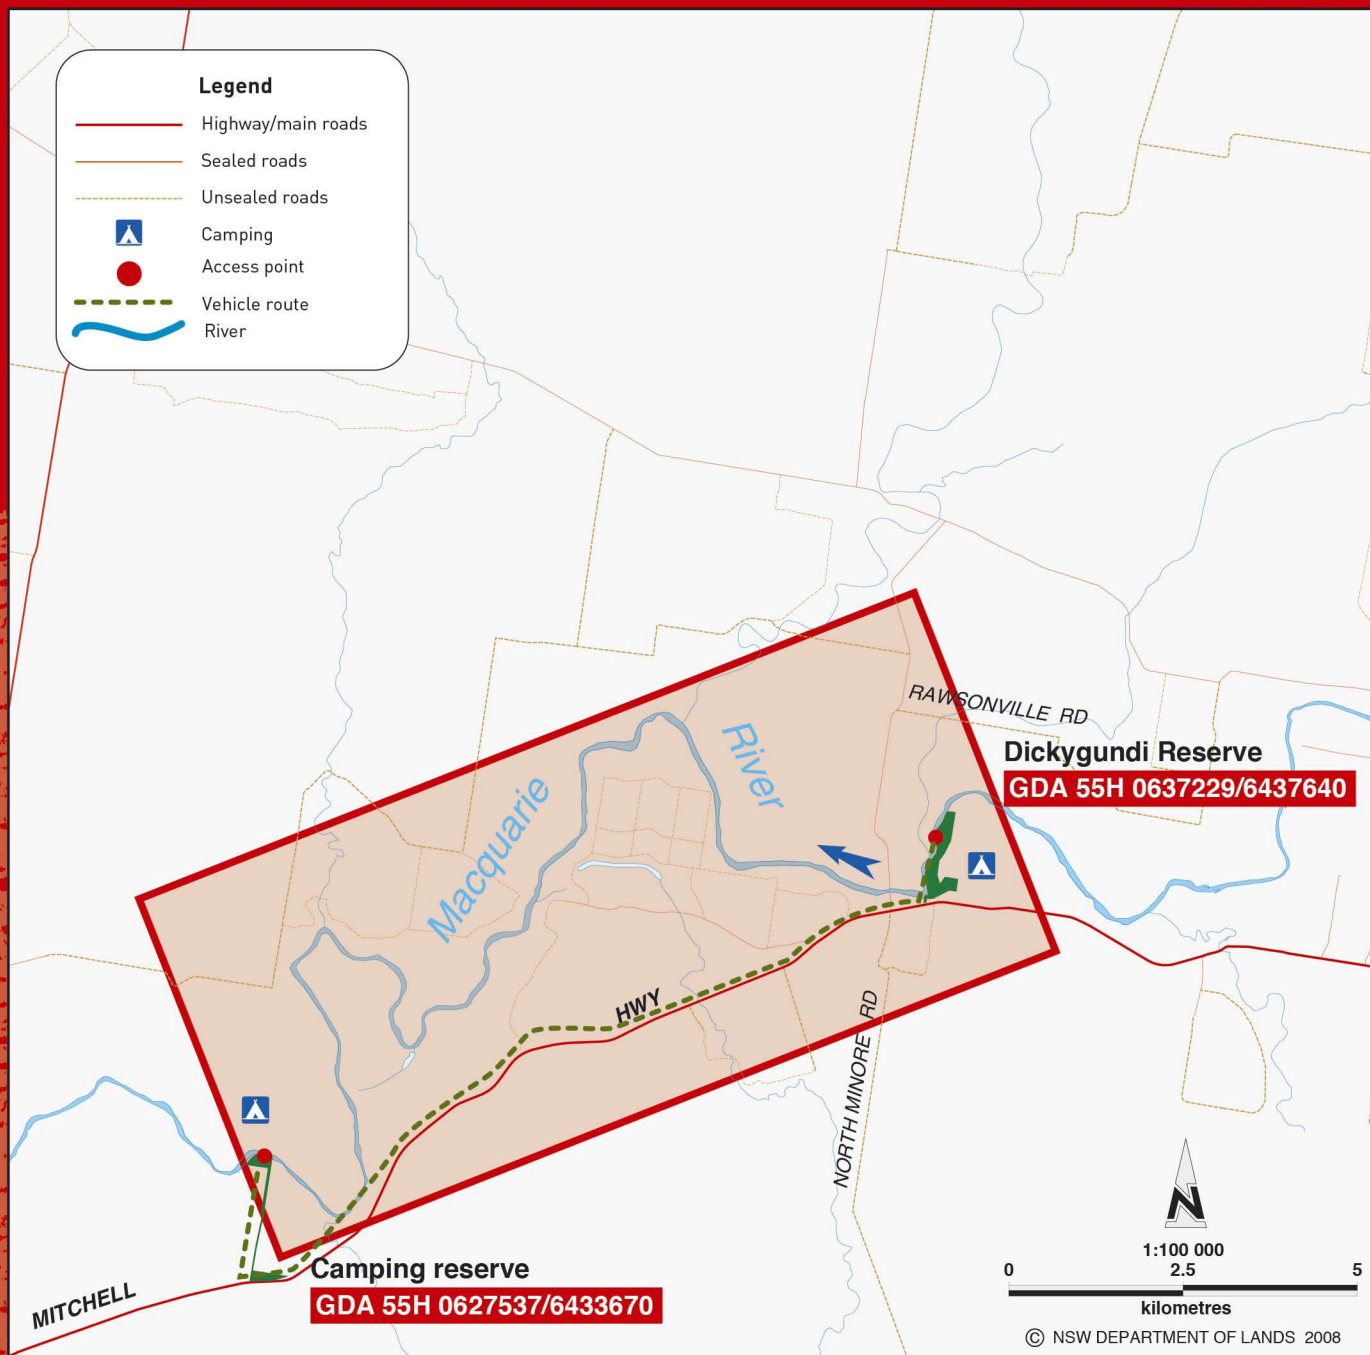 Legend
Highway/main roads
Sealed roads
Unsealed roads
Camping
Access point
Vehicle route
River
RAWSONVILLE RD
Dickygundi Reserve
GDA 55H 0637229/6437640
Macquarie
River
HWY
NORTH MINORE RD
MITCHELL
Camping reserve
GDA 55H 0627537/6433670
N
1:100 000
0 2.5 5
kilometres
© NSW DEPARTMENT OF LANDS 2008